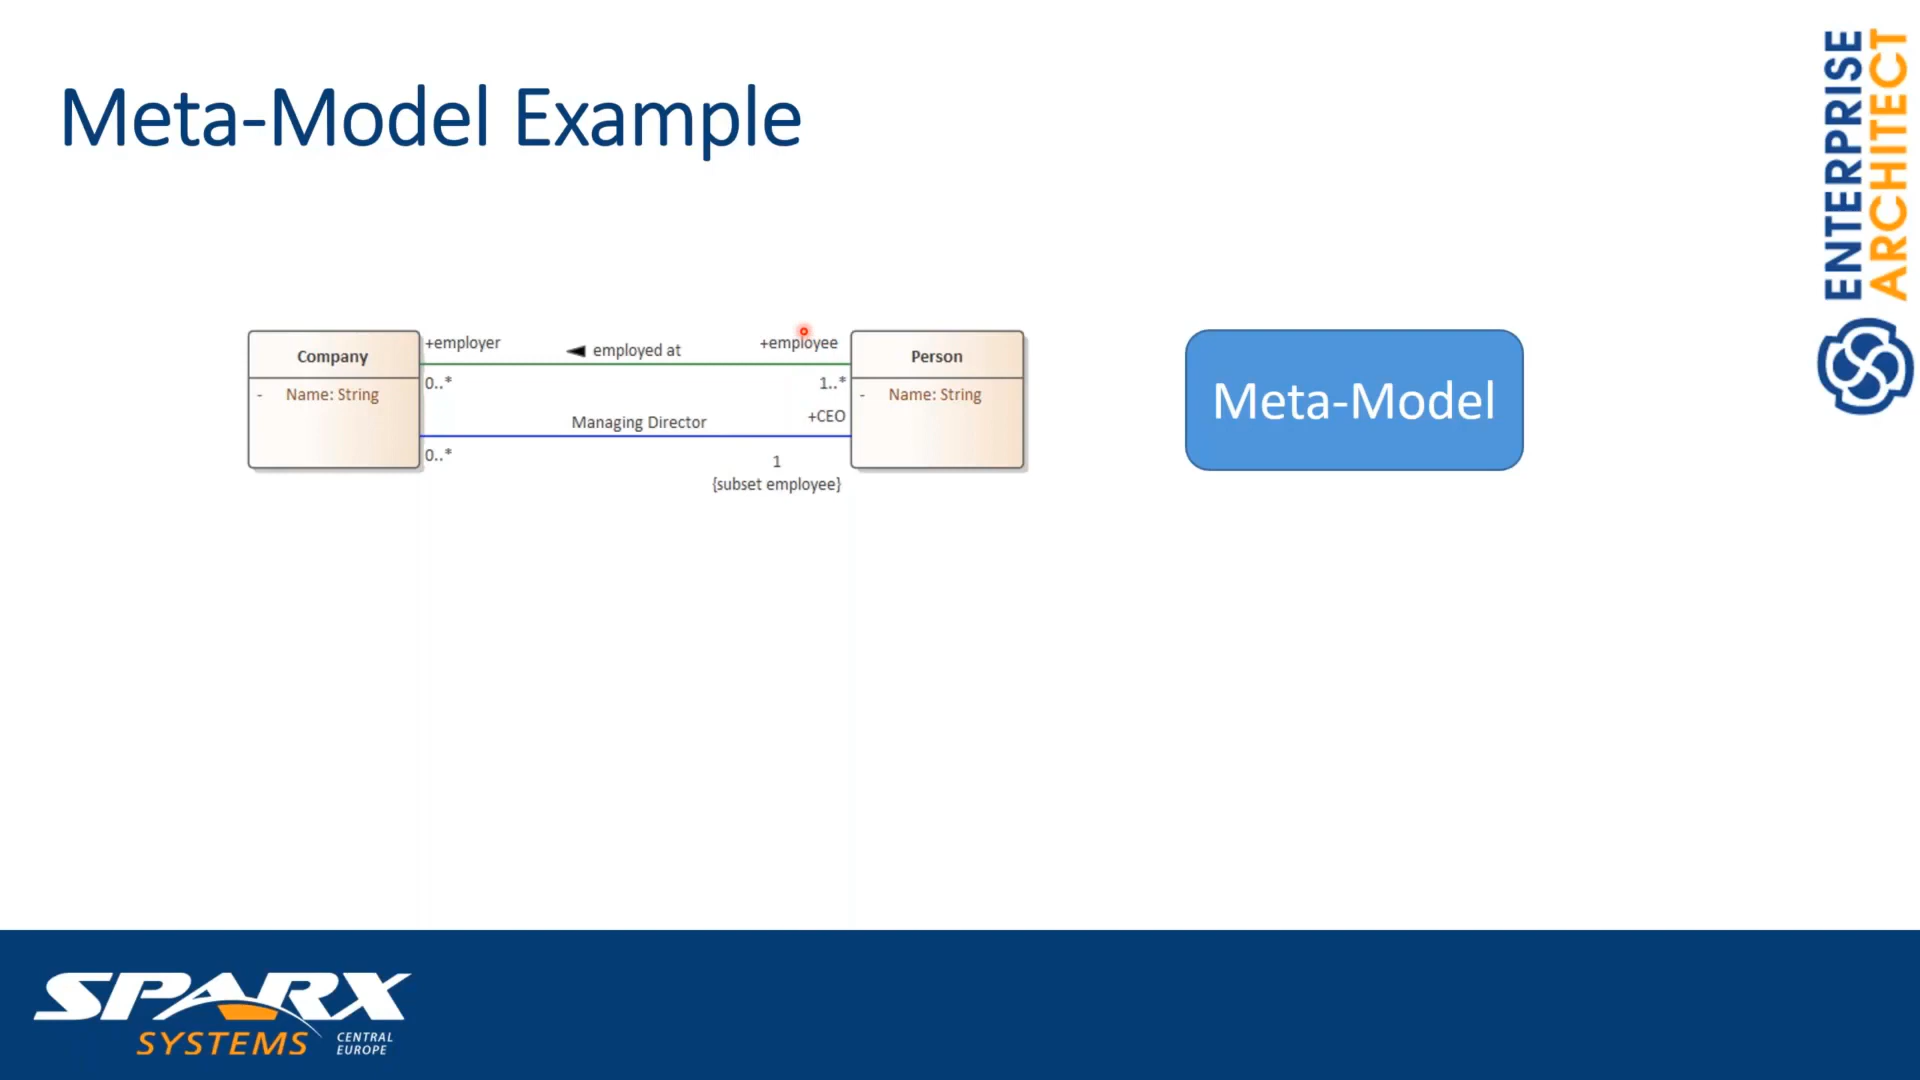 Meta-Model Example
ENTERPRISE
ARCHITECT
Company
- Name: String
+employer
◄ employed at
+employee
0..*
1..*
Managing Director
+CEO
0..*
1
{subset employee}
Person
- Name: String
Meta-Model
SPARX
SYSTEMS
CENTRAL
EUROPE